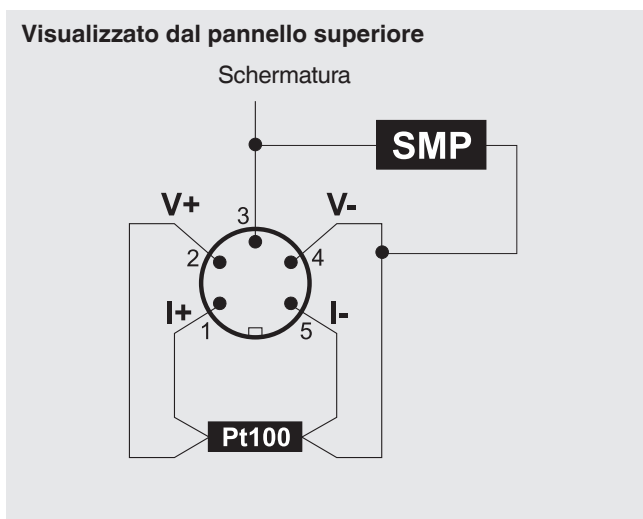 Visualizzato dal pannello superiore
Schermatura
SMP
V+
3
V-
2
4
I+
I-
1
5
Pt100